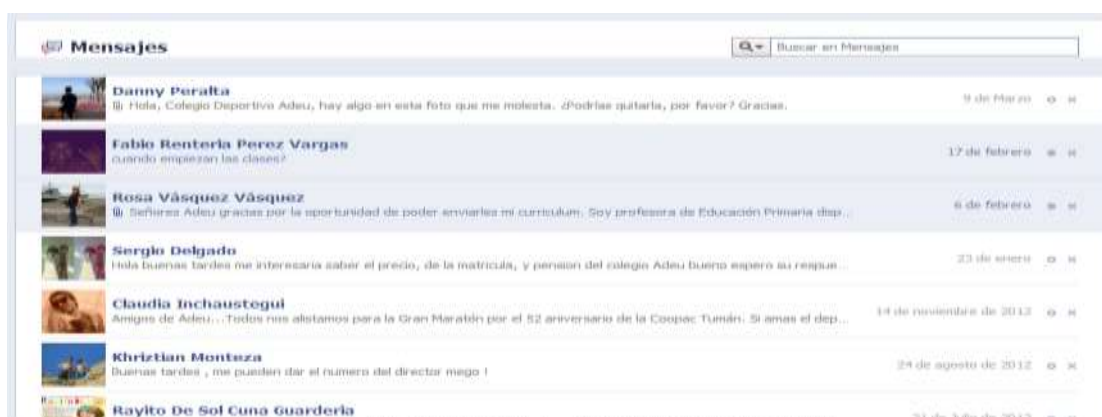 Mensajes
Buscar en Mensajes
Danny Peralta
Hola, Colegio Deportivo Adeu, hay algo en esta foto que me molesta. ¿Podrías quitarla, por favor? Gracias.
9 de Marzo
Fabio Renteria Perez Vargas
cuando empiezan las clases?
17 de febrero
Rosa Vásquez Vásquez
Señores Adeu gracias por la oportunidad de poder enviarles mi curriculum. Soy profesora de Educación Primaria disp...
6 de febrero
Sergio Delgado
Hola buenas tardes me interesaria saber el precio, de la matricula, y pension del colegio Adeu bueno espero su respue...
23 de enero
Claudia Inchaustegui
Amigos de Adeu...Todos nos alistamos para la Gran Maratón por el 52 aniversario de la Coopac Tumán. Si amas el dep...
14 de noviembre de 2012
Khriztian Monteza
Buenas tardes , me pueden dar el numero del director mego !
24 de agosto de 2012
Rayito De Sol Cuna Guarderia